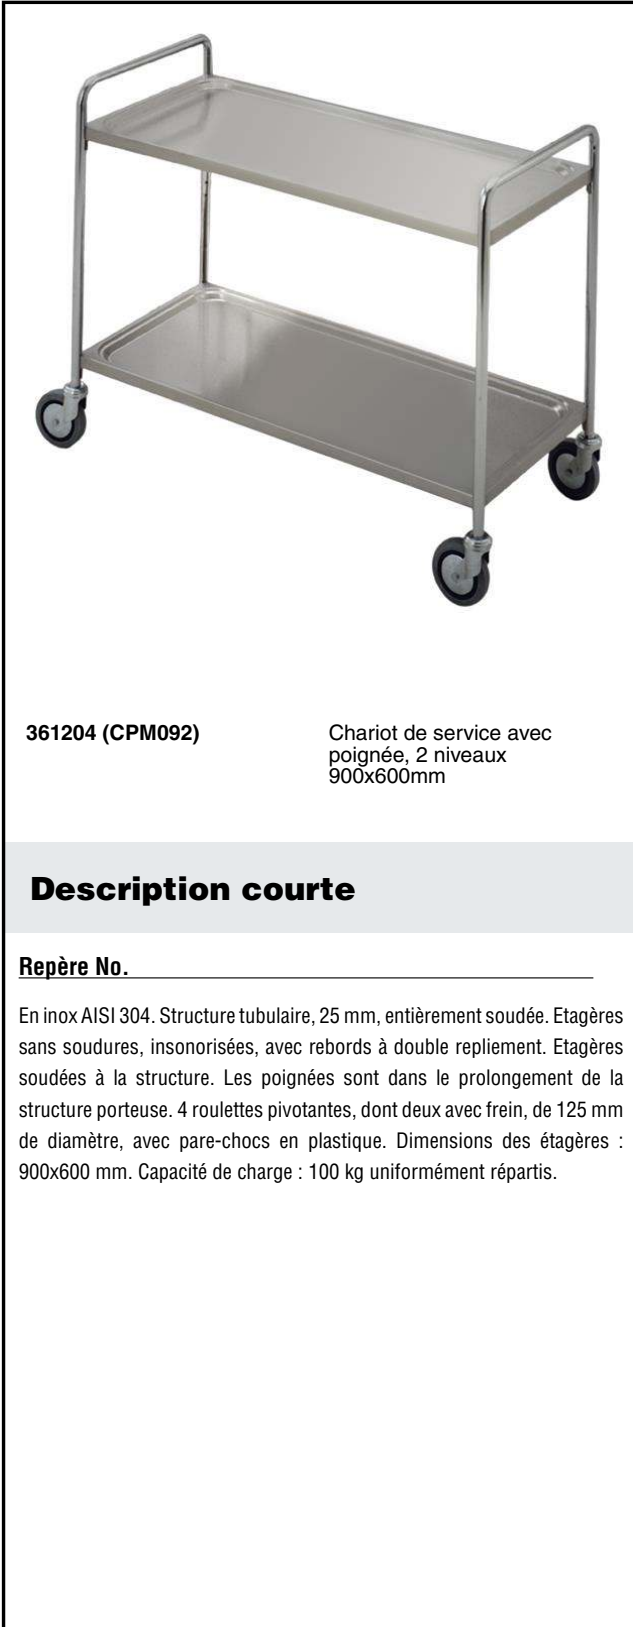 361204 (CPM092)
Chariot de service avec
poignée, 2 niveaux
900x600mm
Description courte
Repère No.
En inox AISI 304. Structure tubulaire, 25 mm, entièrement soudée. Etagères
sans soudures, insonorisées, avec rebords à double repliement. Etagères
soudées à la structure. Les poignées sont dans le prolongement de la
structure porteuse. 4 roulettes pivotantes, dont deux avec frein, de 125 mm
de diamètre, avec pare-chocs en plastique. Dimensions des étagères :
900x600 mm. Capacité de charge : 100 kg uniformément répartis.